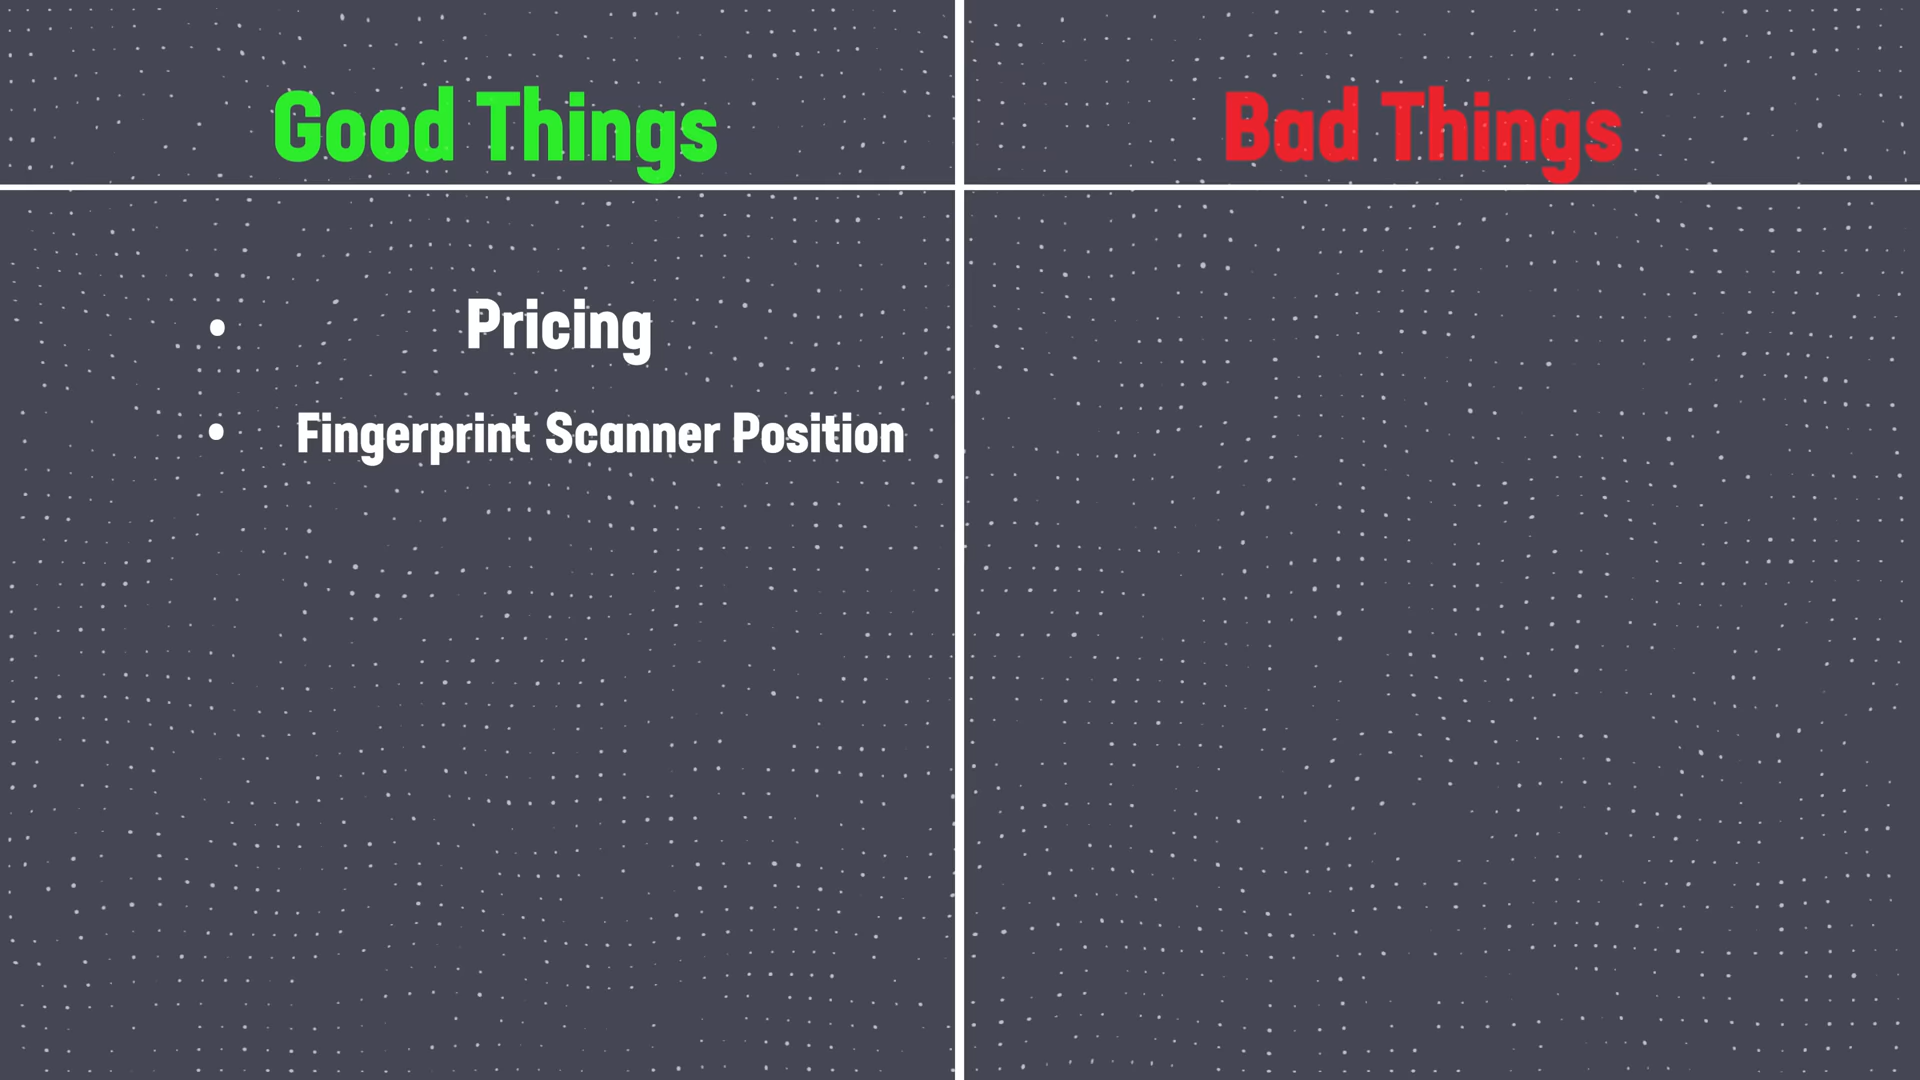 Good Things
Bad Things
• Pricing
• Fingerprint Scanner Position